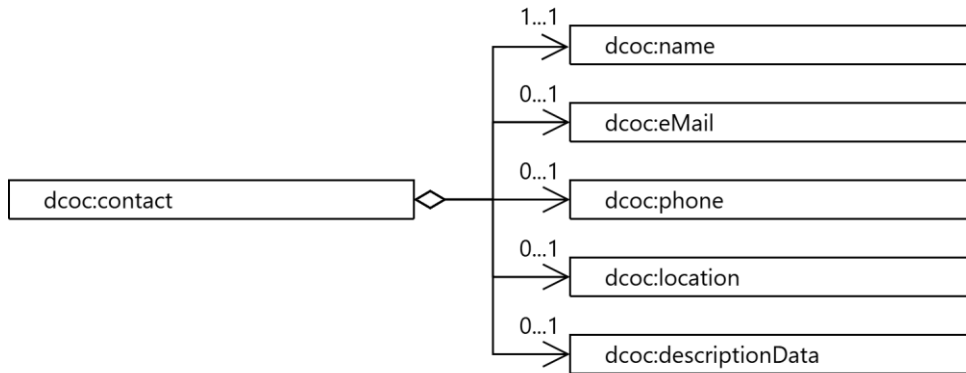 1...1
dcoc:name
0...1
dcoc:eMail
0...1
dcoc:contact
dcoc:phone
0...1
dcoc:location
0...1
dcoc:descriptionData